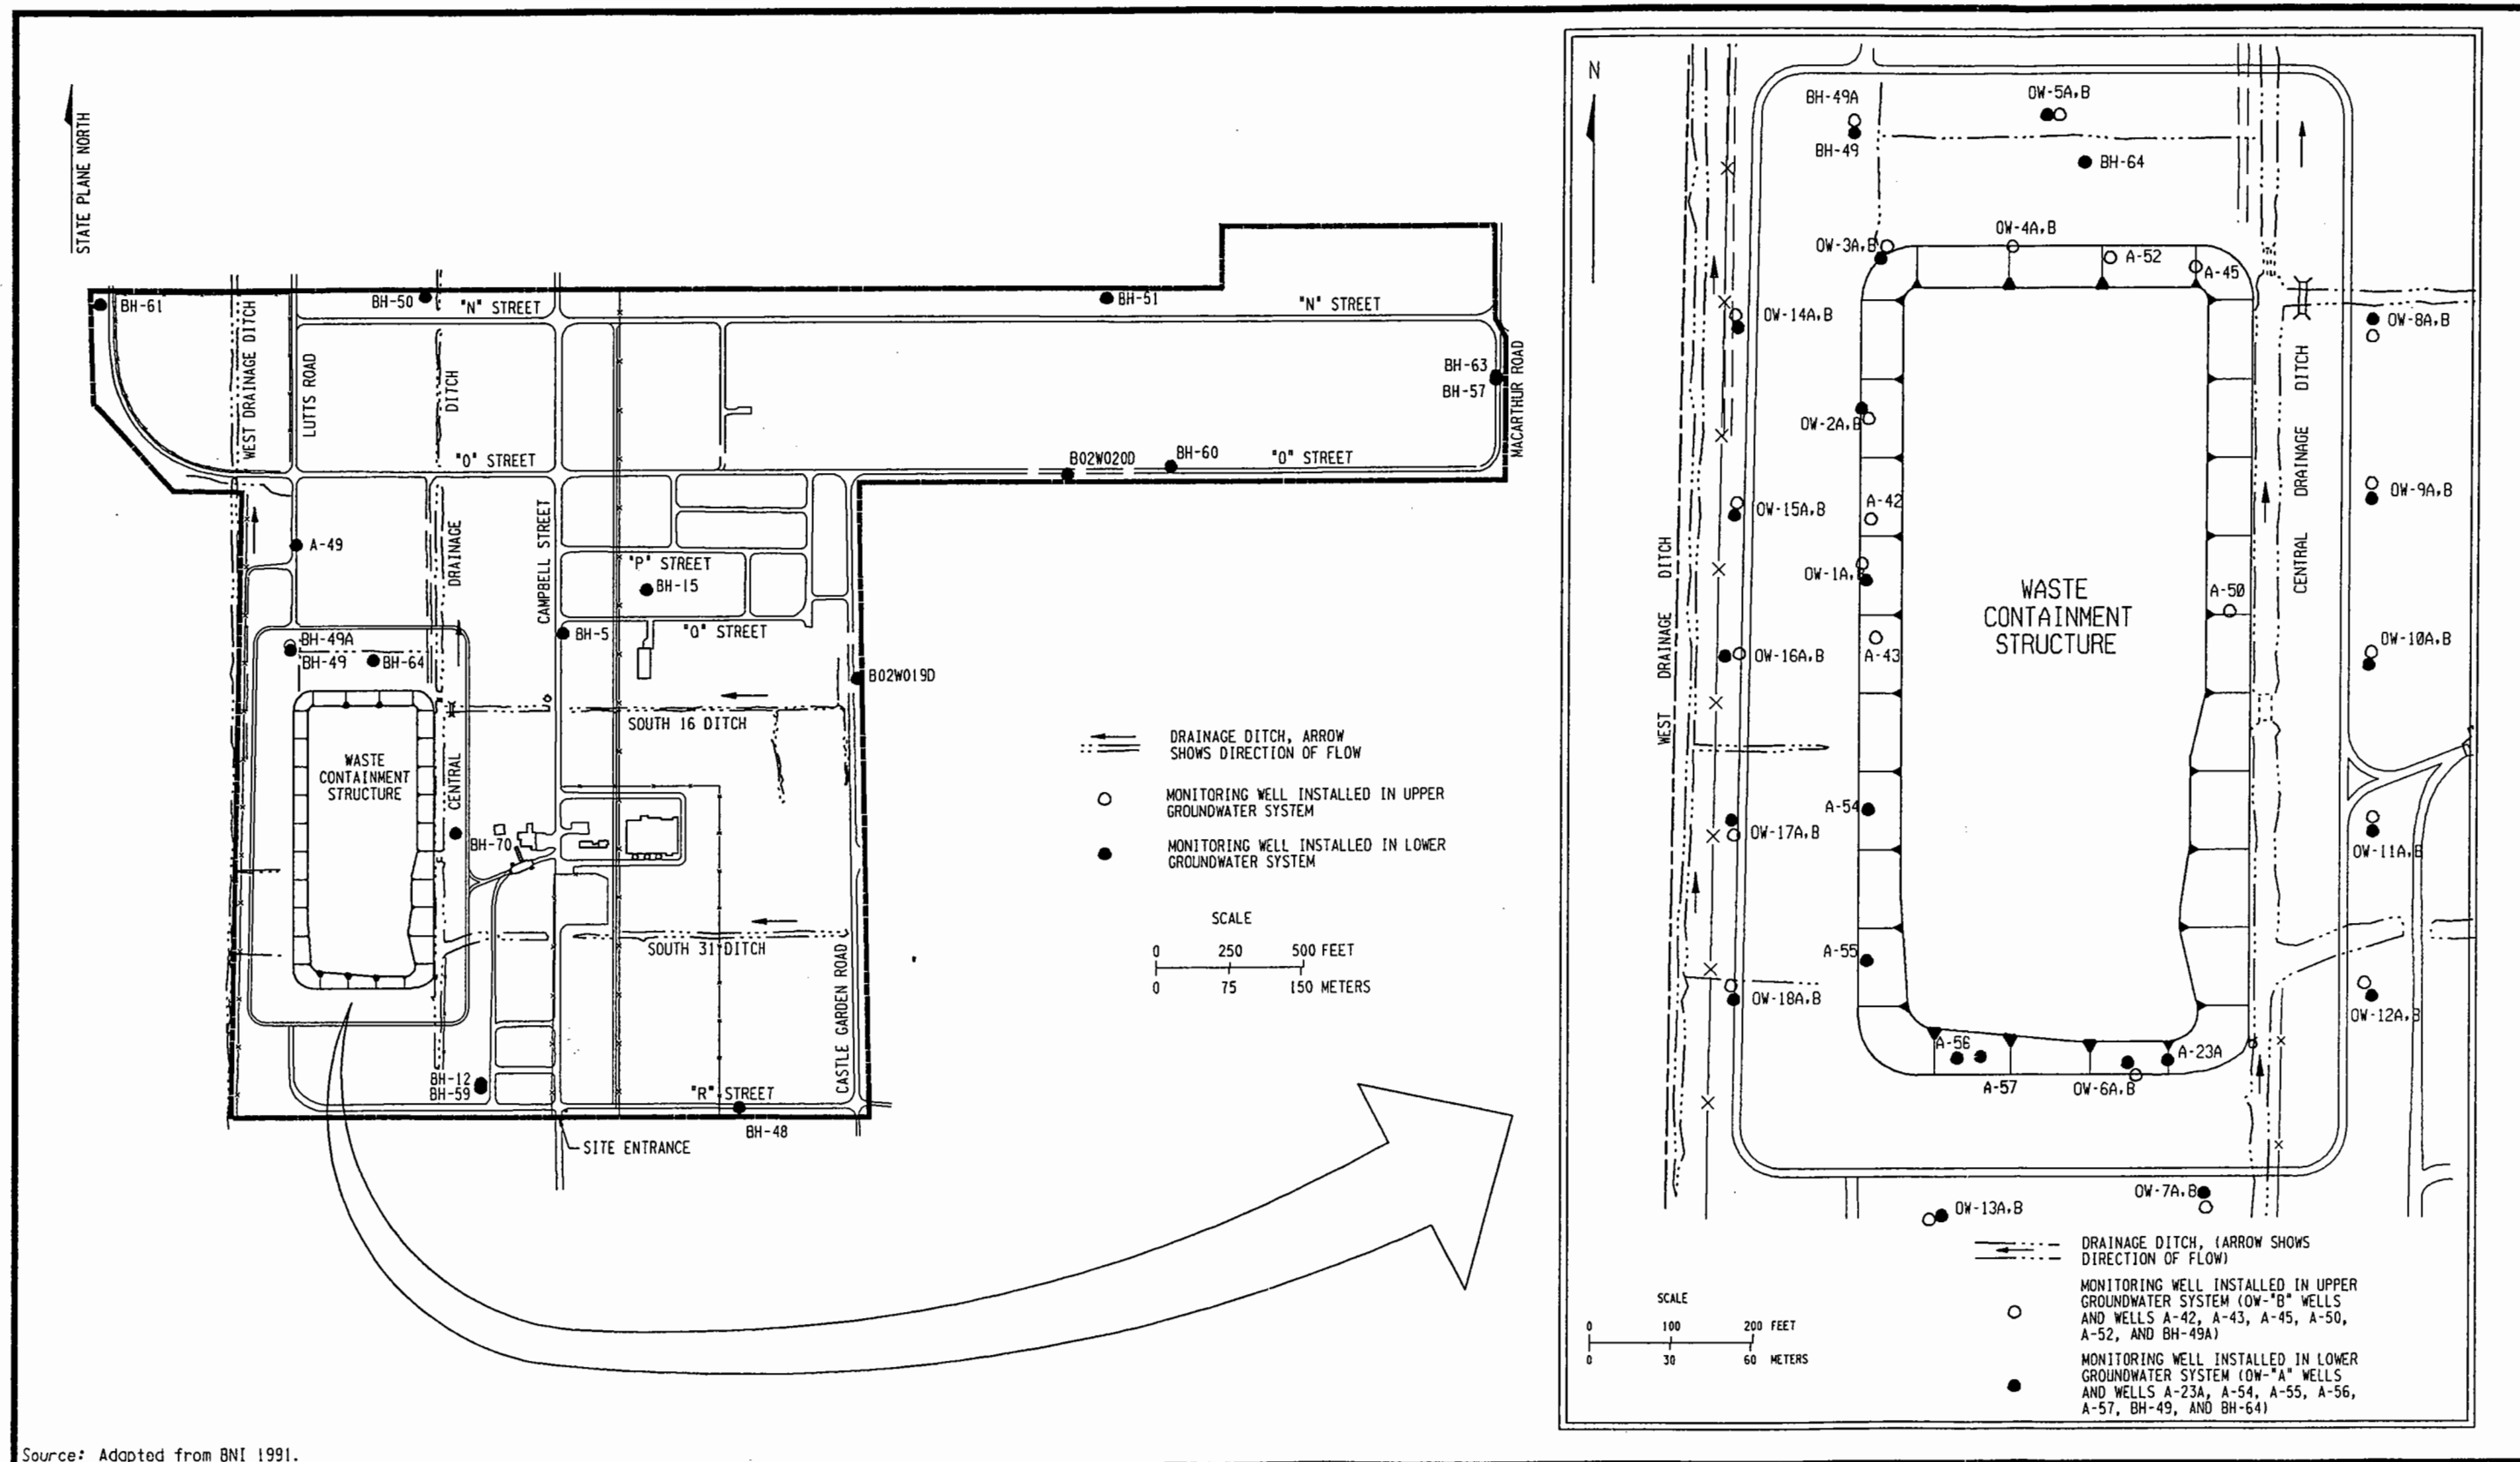 STATE PLANE NORTH
BH-61
WEST DRAINAGE DITCH
LUTTS ROAD
BH-50
"N" STREET
DITCH
BH-51
"N" STREET
BH-63
BH-57
MACARTHUR ROAD
"O" STREET
B02W020D
BH-60
"O" STREET
A-49
DRAINAGE
CAMPBELL STREET
"P" STREET
BH-15
BH-5
"Q" STREET
BH-49A
BH-49
BH-64
B02W019D
SOUTH 16 DITCH
WASTE
CONTAINMENT
STRUCTURE
CENTRAL
BH-70
SOUTH 31 DITCH
CASTLE GARDEN ROAD
BH-12
BH-59
"R" STREET
BH-48
SITE ENTRANCE
DRAINAGE DITCH, ARROW
SHOWS DIRECTION OF FLOW
MONITORING WELL INSTALLED IN UPPER
GROUNDWATER SYSTEM
MONITORING WELL INSTALLED IN LOWER
GROUNDWATER SYSTEM
SCALE
0 250 500 FEET
0 75 150 METERS
N
BH-49A
BH-49
OW-5A,B
BH-64
OW-3A,B
OW-4A,B
A-52
A-45
OW-14A,B
OW-8A,B
OW-2A,B
CENTRAL DRAINAGE DITCH
OW-9A,B
A-42
OW-15A,B
OW-1A,B
WEST DRAINAGE DITCH
WASTE
CONTAINMENT
STRUCTURE
A-50
OW-10A,B
OW-16A,B
A-43
A-54
OW-17A,B
OW-11A,B
A-55
OW-18A,B
OW-12A,B
A-56
A-57
OW-6A,B
A-23A
OW-7A,B
OW-13A,B
DRAINAGE DITCH, (ARROW SHOWS
DIRECTION OF FLOW)
MONITORING WELL INSTALLED IN UPPER
GROUNDWATER SYSTEM (OW-"B" WELLS
AND WELLS A-42, A-43, A-45, A-50,
A-52, AND BH-49A)
MONITORING WELL INSTALLED IN LOWER
GROUNDWATER SYSTEM (OW-"A" WELLS
AND WELLS A-23A, A-54, A-55, A-56,
A-57, BH-49, AND BH-64)
SCALE
0 100 200 FEET
0 30 60 METERS
Source: Adapted from BNI 1991.